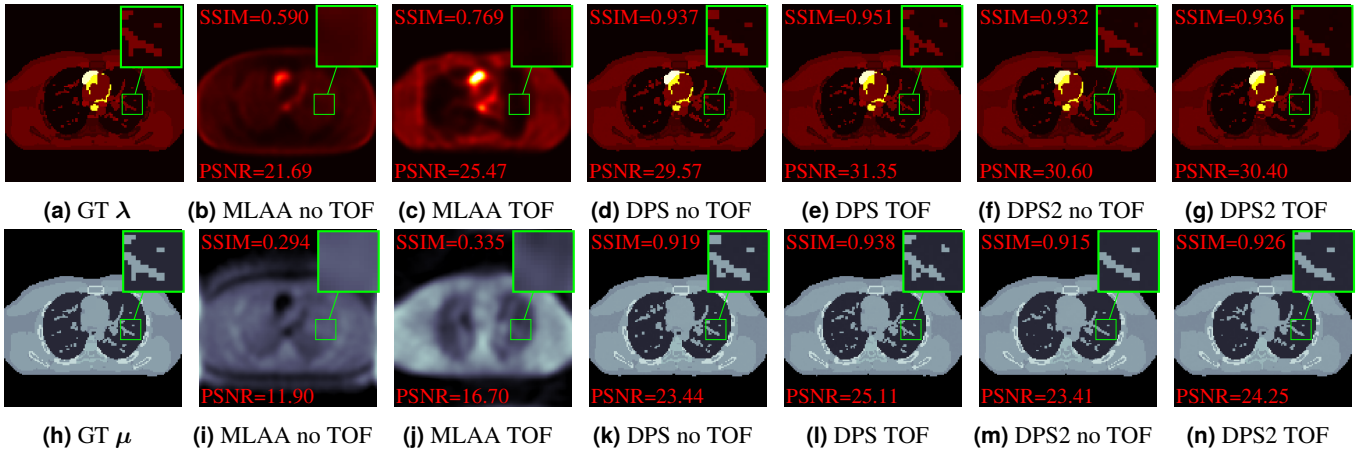 SSIM=0.590 SSIM=0.769 SSIM=0.937 SSIM=0.951 SSIM=0.932 SSIM=0.936
PSNR=21.69 PSNR=25.47 PSNR=29.57 PSNR=31.35 PSNR=30.60 PSNR=30.40
(a) GT λ (b) MLAA no TOF (c) MLAA TOF (d) DPS no TOF (e) DPS TOF (f) DPS2 no TOF (g) DPS2 TOF
SSIM=0.294 SSIM=0.335 SSIM=0.919 SSIM=0.938 SSIM=0.915 SSIM=0.926
PSNR=11.90 PSNR=16.70 PSNR=23.44 PSNR=25.11 PSNR=23.41 PSNR=24.25
(h) GT μ (i) MLAA no TOF (j) MLAA TOF (k) DPS no TOF (l) DPS TOF (m) DPS2 no TOF (n) DPS2 TOF